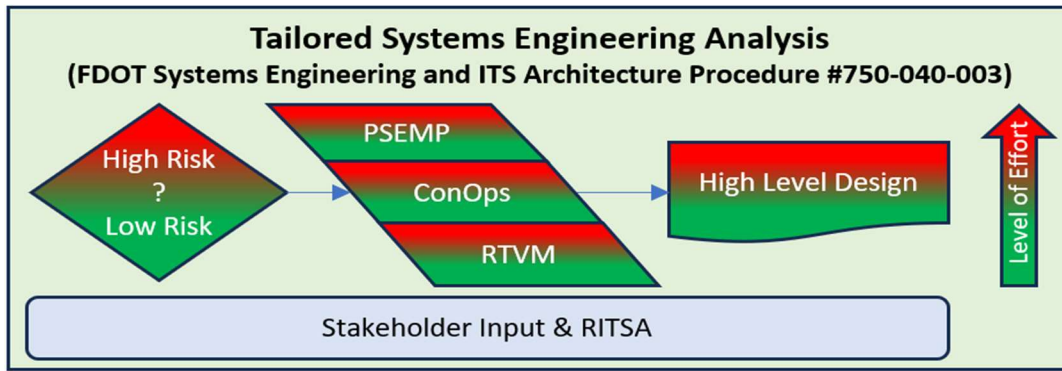 Tailored Systems Engineering Analysis
(FDOT Systems Engineering and ITS Architecture Procedure #750-040-003)
High Risk
?
Low Risk
PSEMP
ConOps
RTVM
High Level Design
Level of Effort
Stakeholder Input & RITSA